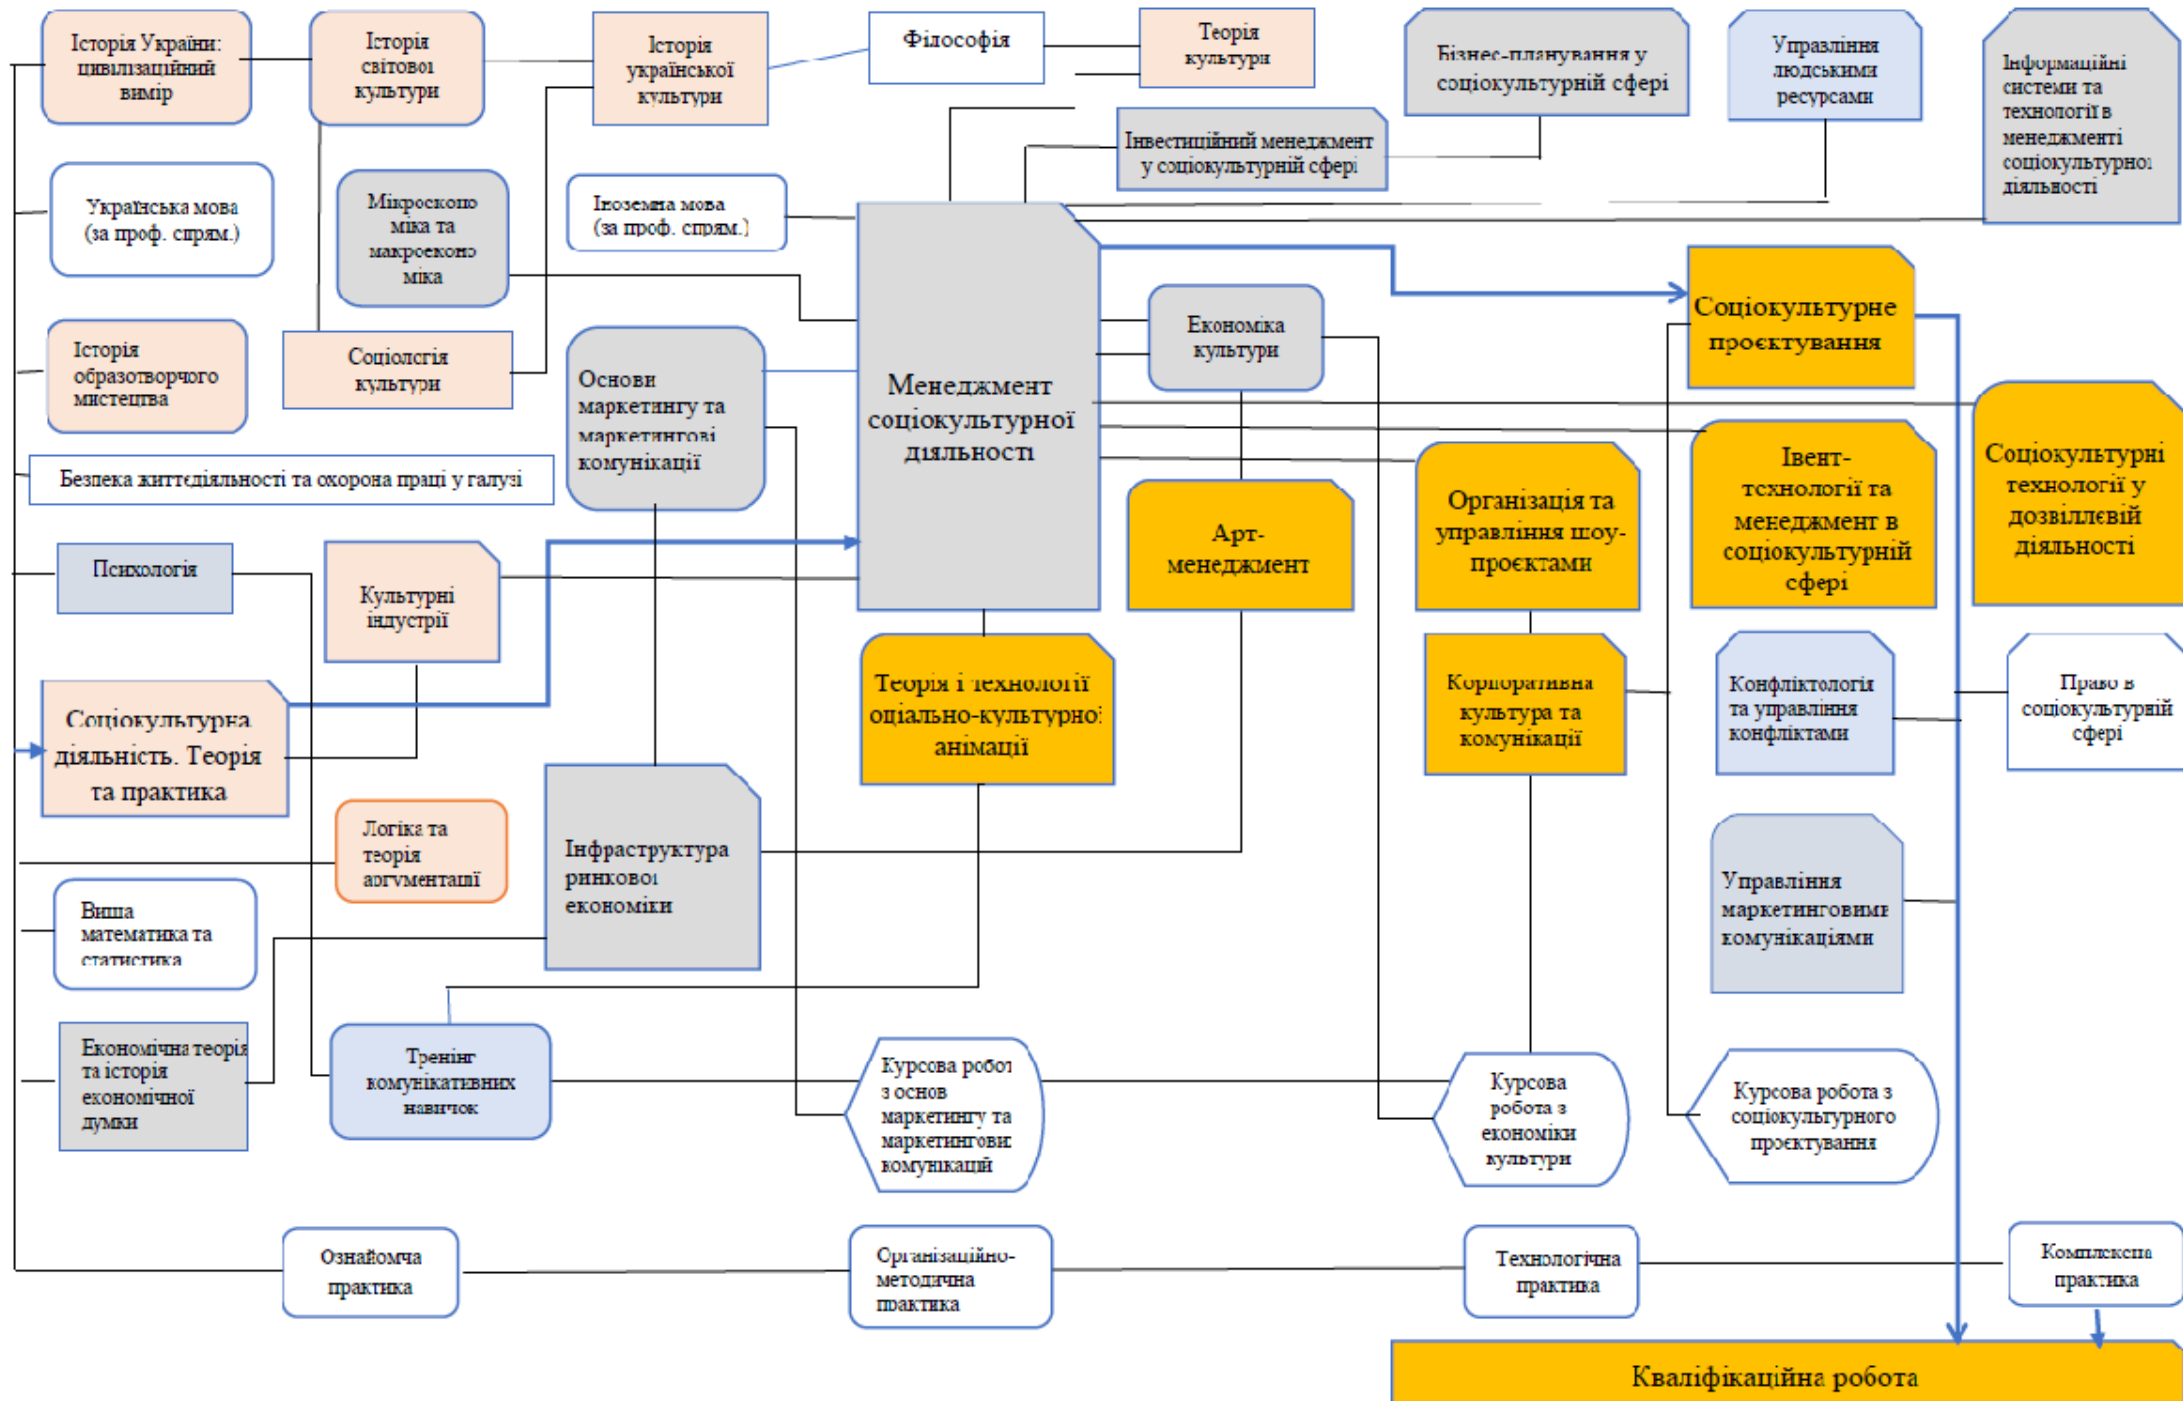 Історія України:
цивілізаційний
вимір
Історія
світової
культури
Історія
української
культури
Філософія
Теорія
культури
Бізнес-планування у
соціокультурній сфері
Управління
людськими
ресурсами
Інформаційні
системи та
технології в
менеджменті
соціокультурної
діяльності
Інвестиційний менеджмент
у соціокультурній сфері
Українська мова
(за проф. спрям.)
Мікроеконо
міка та
макроеконо
міка
Іноземна мова
(за проф. спрям.)
Історія
образотворчого
мистецтва
Соціологія
культури
Основи
маркетингу та
маркетингові
комунікації
Менеджмент
соціокультурної
діяльності
Економіка
культури
Соціокультурне
проєктування
Безпека життєдіяльності та охорона праці у галузі
Арт-
менеджмент
Організація та
управління шоу-
проєктами
Івент-
технології та
менеджмент в
соціокультурній
сфері
Соціокультурні
технології у
дозвіллєвій
діяльності
Психологія
Культурні
індустрії
Соціокультурна
діяльність. Теорія
та практика
Теорія і технології
оціально-культурної
анімації
Корпоративна
культура та
комунікації
Конфліктологія
та управління
конфліктами
Право в
соціокультурній
сфері
Логіка та
теорія
аргументації
Інфраструктура
ринкової
економіки
Управління
маркетинговими
комунікаціями
Вища
математика та
статистика
Економічна теорія
та історія
економічної
думки
Тренінг
комунікативних
навичок
Курсова робот
з основ
маркетингу та
маркетингових
комунікацій
Курсова
робота з
економіки
культури
Курсова робота з
соціокультурного
проєктування
Ознайомча
практика
Організаційно-
методична
практика
Технологічна
практика
Комплексна
практика
Кваліфікаційна робота